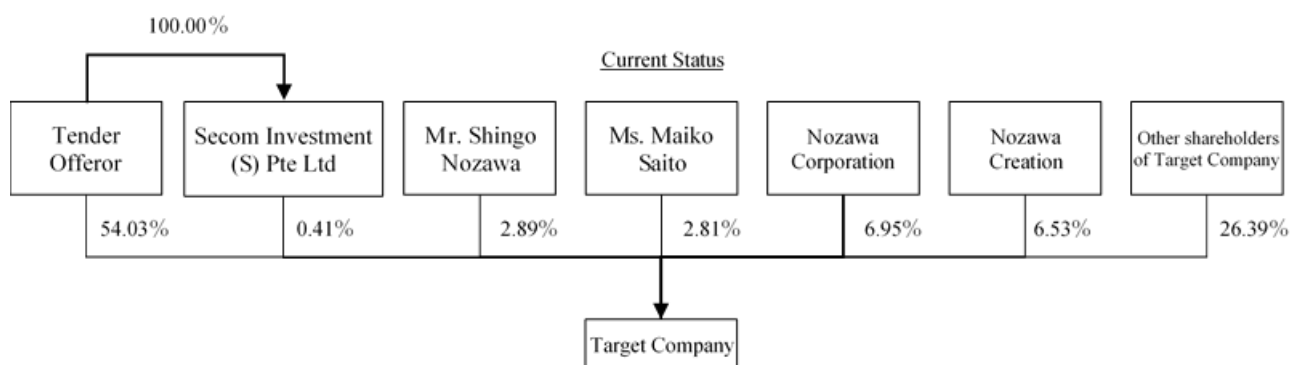 100.00%
Current Status
Tender
Offeror
Secom Investment
(S) Pte Ltd
Mr. Shingo
Nozawa
Ms. Maiko
Saito
Nozawa
Corporation
Nozawa
Creation
Other shareholders
of Target Company
54.03%
0.41%
2.89%
2.81%
6.95%
6.53%
26.39%
Target Company